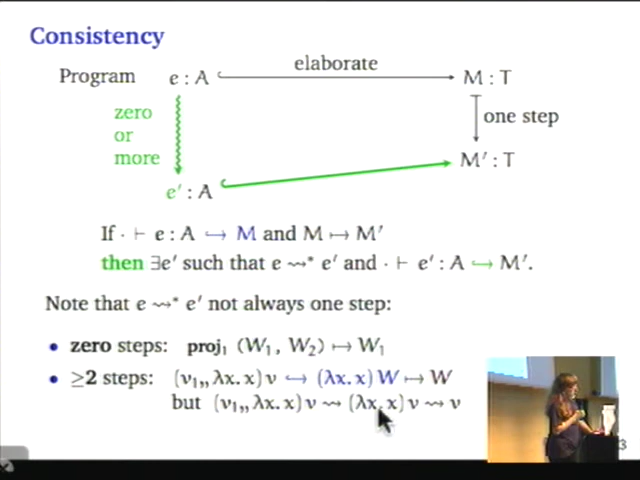 Consistency
Program e : A elaborate M : T
zero
or
more
one step
e′ : A
M′ : T
If · ⊢ e : A ↪ M and M ↦ M′
then ∃e′ such that e ⇝* e′ and · ⊢ e′ : A ↪ M′.
Note that e ⇝* e′ not always one step:
• zero steps: proj₁ (W₁, W₂) ↦ W₁
• ≥2 steps: (v₁,, λx. x) v ↪ (λx. x) W ↦ W
but (v₁,, λx. x) v ⇝ (λx. x) v ⇝ v
3